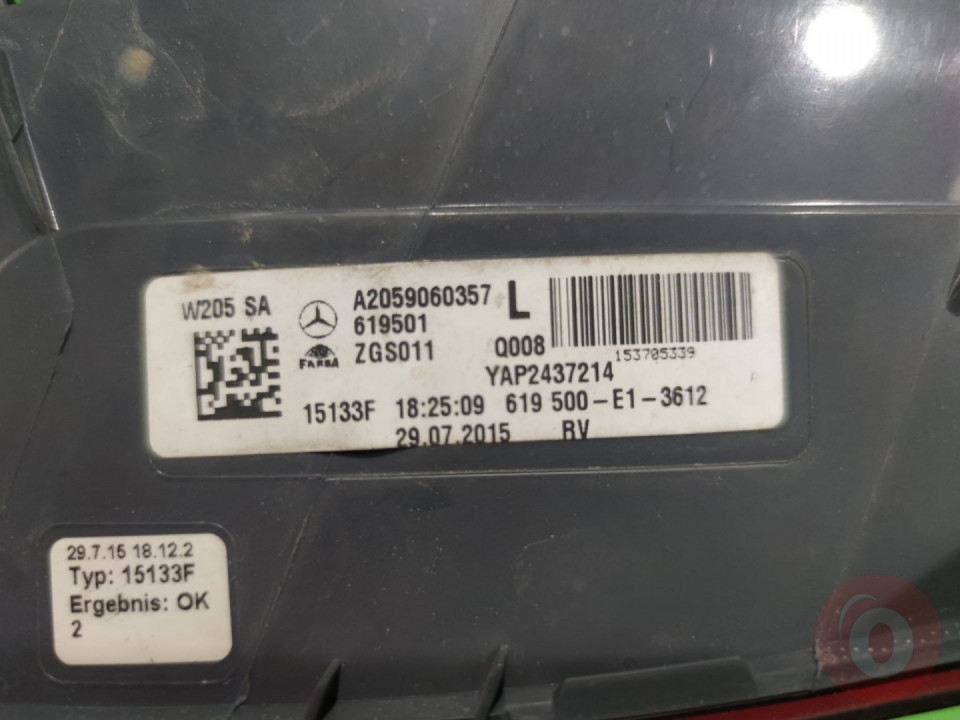 W205 SA
A2059060357 L
619501
FARBA ZGS011 Q008
153705339
YAP2437214
15133F 18:25:09 619 500-E1-3612
29.07.2015 RV
29.7.15 18.12.2
Typ: 15133F
Ergebnis: OK
2